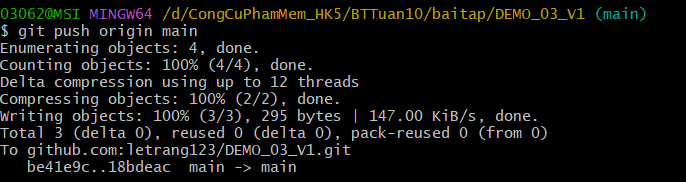 03062@MSI MINGW64 /d/CongCuPhamMem_HK5/BTTuan10/baitap/DEMO_03_V1 (main)
$ git push origin main
Enumerating objects: 4, done.
Counting objects: 100% (4/4), done.
Delta compression using up to 12 threads
Compressing objects: 100% (2/2), done.
Writing objects: 100% (3/3), 295 bytes | 147.00 KiB/s, done.
Total 3 (delta 0), reused 0 (delta 0), pack-reused 0 (from 0)
To github.com:letrang123/DEMO_03_V1.git
   be41e9c..18bdeac  main -> main